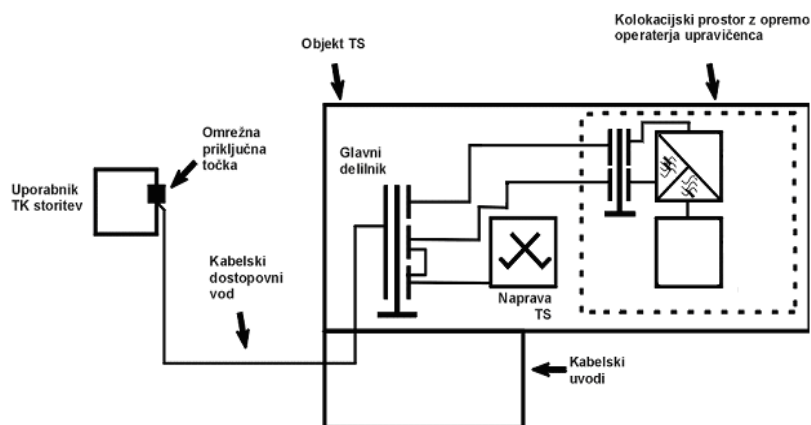 Kolokacijski prostor z opremo
operaterja upravičenca
Objekt TS
Omrežna
priključna
točka
Glavni
delilnik
Uporabnik
TK storitev
Kabelski
dostopovni
vod
Naprava
TS
Kabelski
uvodi